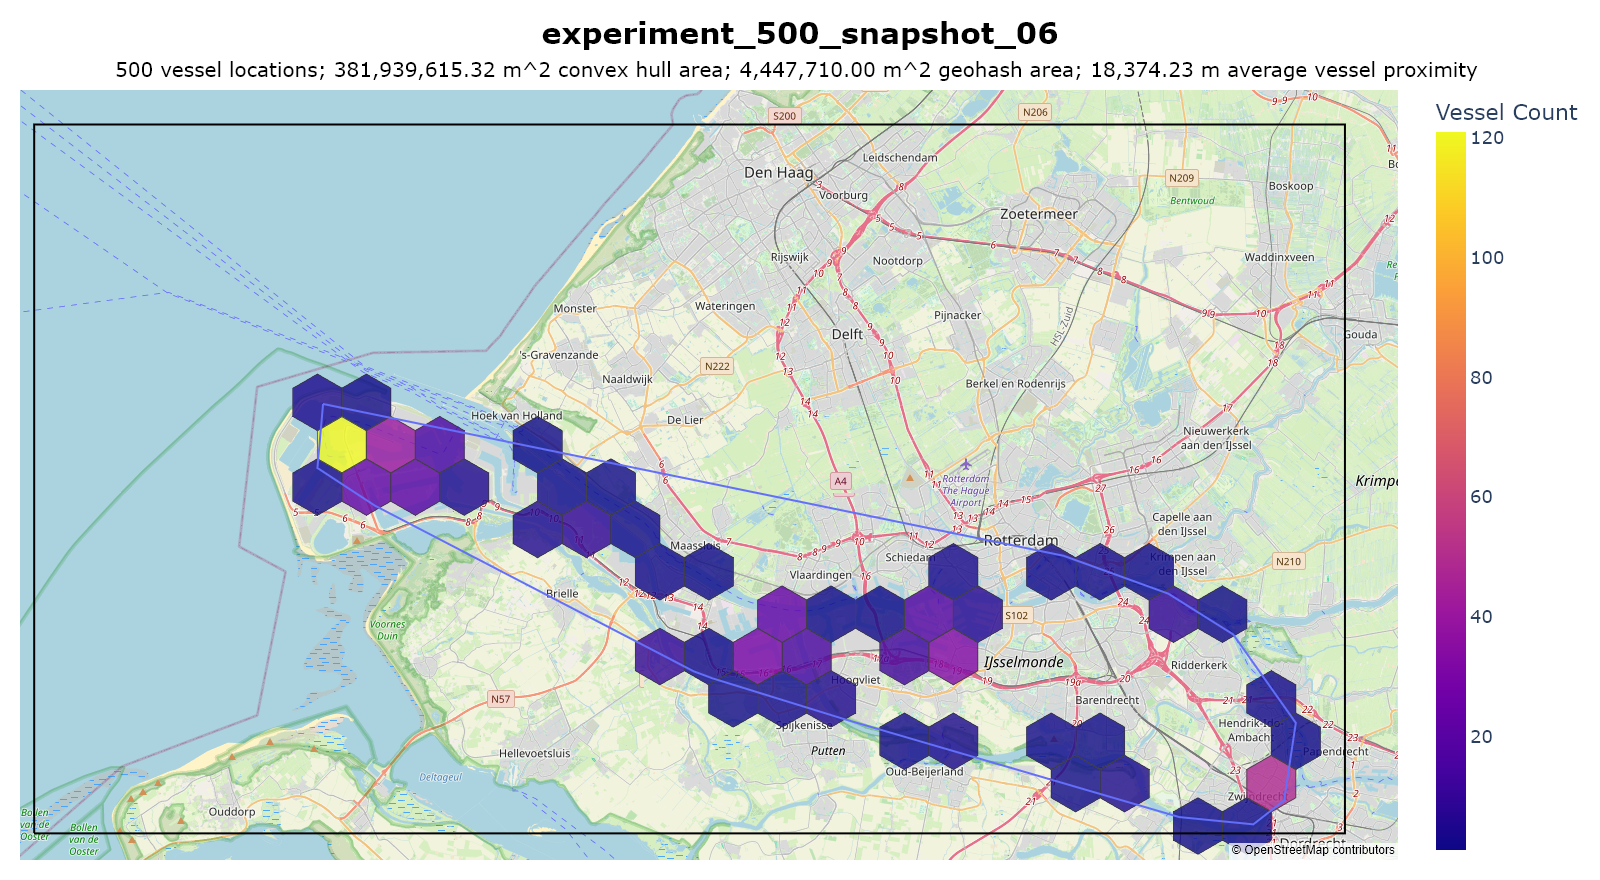 experiment_500_snapshot_06
500 vessel locations; 381,939,615.32 m^2 convex hull area; 4,447,710.00 m^2 geohash area; 18,374.23 m average vessel proximity
Vessel Count
120
100
80
60
40
20
S200
N206
Leidschendam
Den Haag
N209
Boskoop
Voorburg
Bentwoud
Zoetermeer
Rijswijk
Nootdorp
Waddinxveen
Monster
Wateringen
Pijnacker
HSL-Zuid
Delft
Gouda
's-Gravenzande
N222
Naaldwijk
Berkel en Rodenrijs
Hoek van Holland
De Lier
Nieuwerkerk
aan den IJssel
A4
Rotterdam
The Hague
Airport
Krimpe
Capelle aan
den IJssel
Maassluis
Rotterdam
Schiedam
Krimpen aan
den IJssel
N210
Vlaardingen
Brielle
S102
Voornes
Duin
IJsselmonde
Ridderkerk
Hoogvliet
N57
Barendrecht
Spijkenisse
Hendrik-Ido-
Ambacht
Hellevoetsluis
Putten
Papendrecht
Oud-Beijerland
Deltageul
Zwijndrecht
Ouddorp
Bollen
van de
Ooster
Bollen
van de
Ooster
Dordrecht
© OpenStreetMap contributors